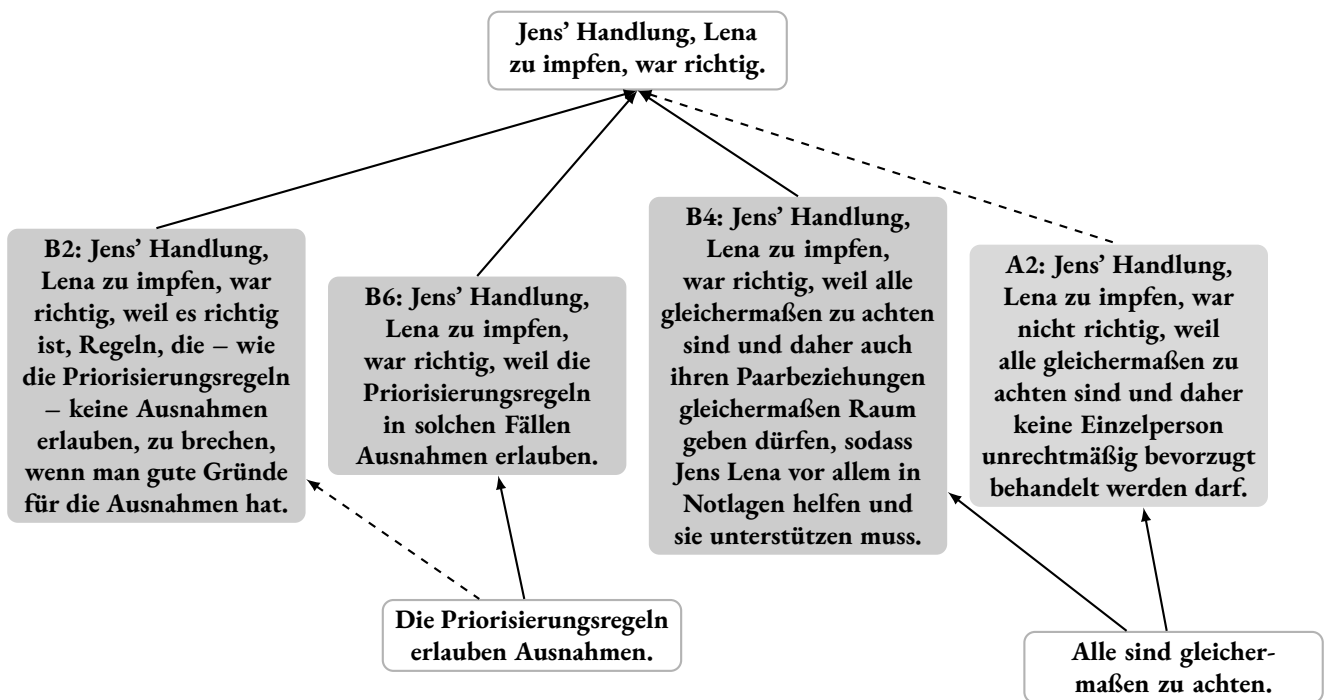 Jens’ Handlung, Lena
zu impfen, war richtig.
B2: Jens’ Handlung,
Lena zu impfen, war
richtig, weil es richtig
ist, Regeln, die – wie
die Priorisierungsregeln
– keine Ausnahmen
erlauben, zu brechen,
wenn man gute Gründe
für die Ausnahmen hat.
B6: Jens’ Handlung,
Lena zu impfen,
war richtig, weil die
Priorisierungsregeln
in solchen Fällen
Ausnahmen erlauben.
B4: Jens’ Handlung,
Lena zu impfen,
war richtig, weil alle
gleichermaßen zu achten
sind und daher auch
ihren Paarbeziehungen
gleichermaßen Raum
geben dürfen, sodass
Jens Lena vor allem in
Notlagen helfen und
sie unterstützen muss.
A2: Jens’ Handlung,
Lena zu impfen, war
nicht richtig, weil
alle gleichermaßen zu
achten sind und daher
keine Einzelperson
unrechtmäßig bevorzugt
behandelt werden darf.
Die Priorisierungsregeln
erlauben Ausnahmen.
Alle sind gleicher-
maßen zu achten.